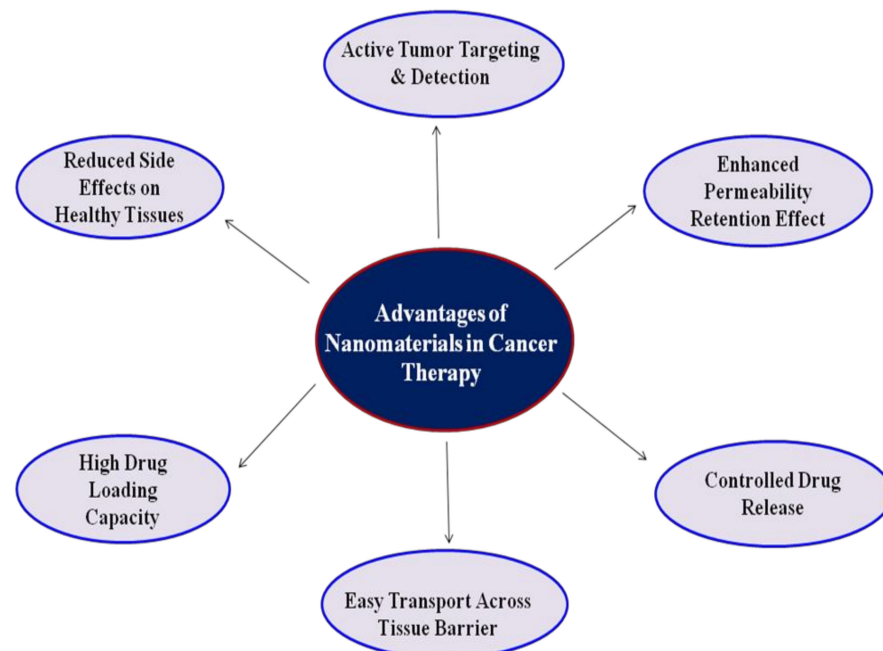 Active Tumor Targeting
& Detection
Reduced Side
Effects on
Healthy Tissues
Enhanced
Permeability
Retention Effect
Advantages of
Nanomaterials in Cancer
Therapy
High Drug
Loading
Capacity
Controlled Drug
Release
Easy Transport Across
Tissue Barrier